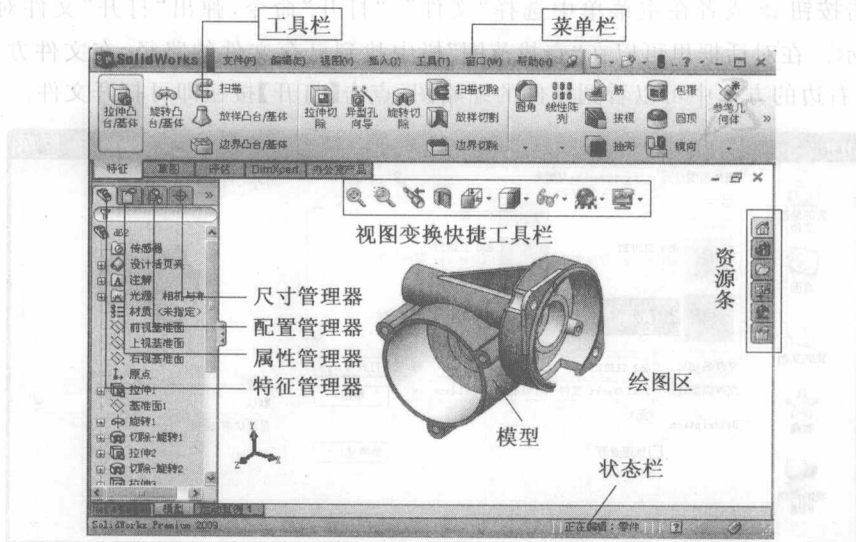 工具栏
菜单栏
SolidWorks 文件(F) 编辑(E) 视图(V) 插入(I) 工具(T) 窗口(W) 帮助(H)
拉伸凸台/基体
旋转凸台/基体
扫描
放样凸台/基体
边界凸台/基体
拉伸切除
异型孔向导
旋转切除
扫描切除
放样切割
边界切除
圆角
线性阵列
筋
拔模
抽壳
包覆
圆顶
镜向
参考几何体
特征 草图 评估 DimXpert 办公室产品
视图变换快捷工具栏
资源条
传感器
设计活页夹
注解
光源、相机与布
材质 <未指定>
前视基准面
上视基准面
右视基准面
原点
拉伸1
基准面1
旋转1
切除-旋转1
拉伸2
切除-旋转2
拉伸3
尺寸管理器
配置管理器
属性管理器
特征管理器
绘图区
模型
状态栏
模型 运动算例 1
SolidWorks Premium 2009
正在编辑：零件